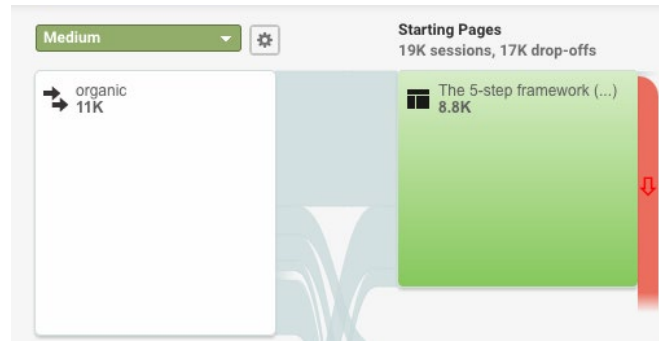 Medium
Starting Pages
19K sessions, 17K drop-offs
organic
11K
The 5-step framework (...)
8.8K